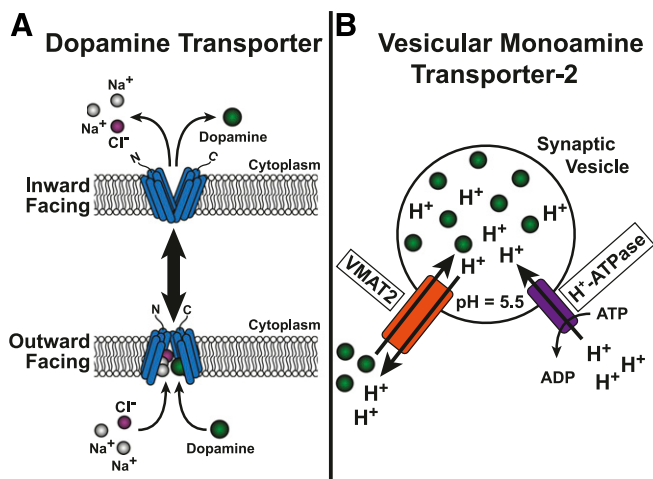 A
Dopamine Transporter
Na+
Na+
Cl-
Dopamine
N
C
Cytoplasm
Inward
Facing
N
C
Cytoplasm
Outward
Facing
Cl-
Na+
Na+
Dopamine
B
Vesicular Monoamine
Transporter-2
Synaptic
Vesicle
H+
H+
H+
H+
H+
H+
VMAT2
pH = 5.5
H+-ATPase
ATP
ADP
H+
H+
H+
H+
H+